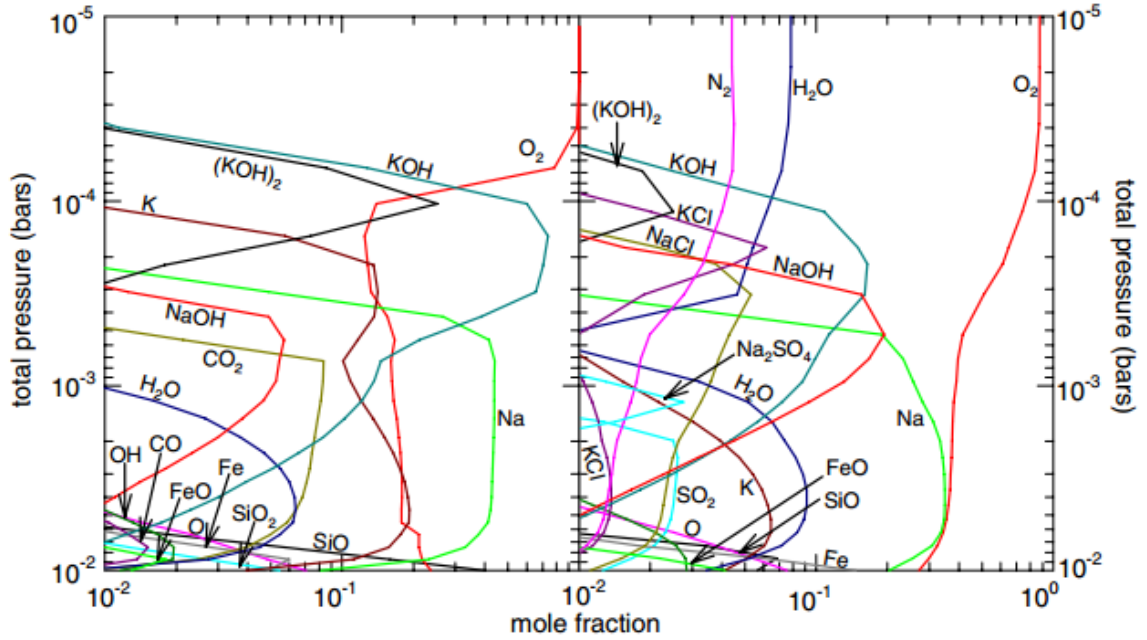 10⁻⁵
10⁻⁴
10⁻³
10⁻²
total pressure (bars)
(KOH)₂
KOH
O₂
K
NaOH
CO₂
H₂O
Na
OH
CO
Fe
FeO
O
SiO₂
SiO
10⁻²
10⁻¹
N₂
H₂O
O₂
(KOH)₂
KOH
KCl
NaCl
NaOH
Na₂SO₄
H₂O
Na
KCl
SO₂
K
FeO
SiO
O
Fe
10⁻²
10⁻¹
10⁰
mole fraction
10⁻⁵
10⁻⁴
10⁻³
10⁻²
total pressure (bars)